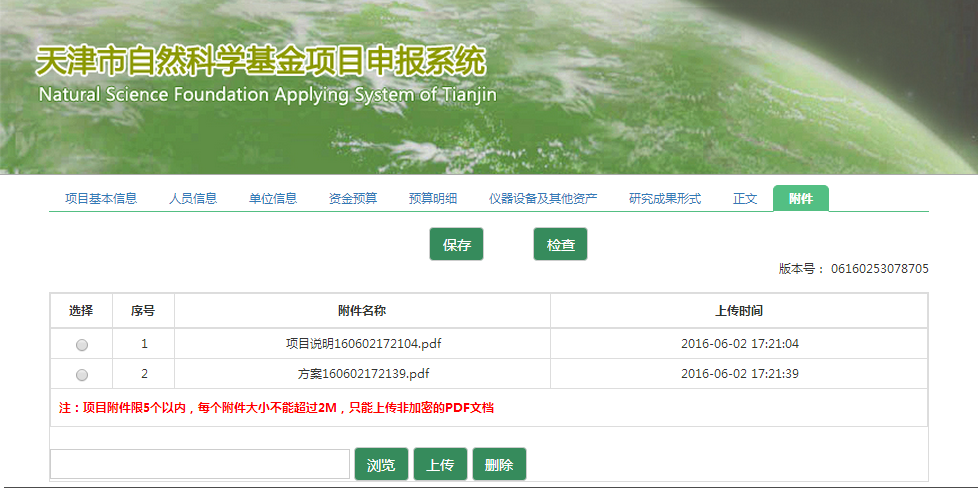 天津市自然科学基金项目申报系统
Natural Science Foundation Applying System of Tianjin
项目基本信息 人员信息 单位信息 资金预算 预算明细 仪器设备及其他资产 研究成果形式 正文 附件
保存 检查
版本号： 06160253078705
选择 序号 附件名称 上传时间
1 项目说明160602172104.pdf 2016-06-02 17:21:04
2 方案160602172139.pdf 2016-06-02 17:21:39
注：项目附件限5个以内，每个附件大小不能超过2M，只能上传非加密的PDF文档
浏览 上传 删除